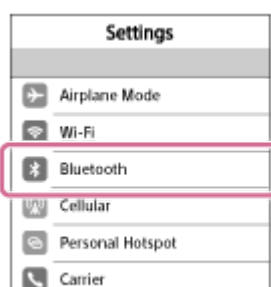 Settings
Airplane Mode
Wi-Fi
Bluetooth
Cellular
Personal Hotspot
Carrier